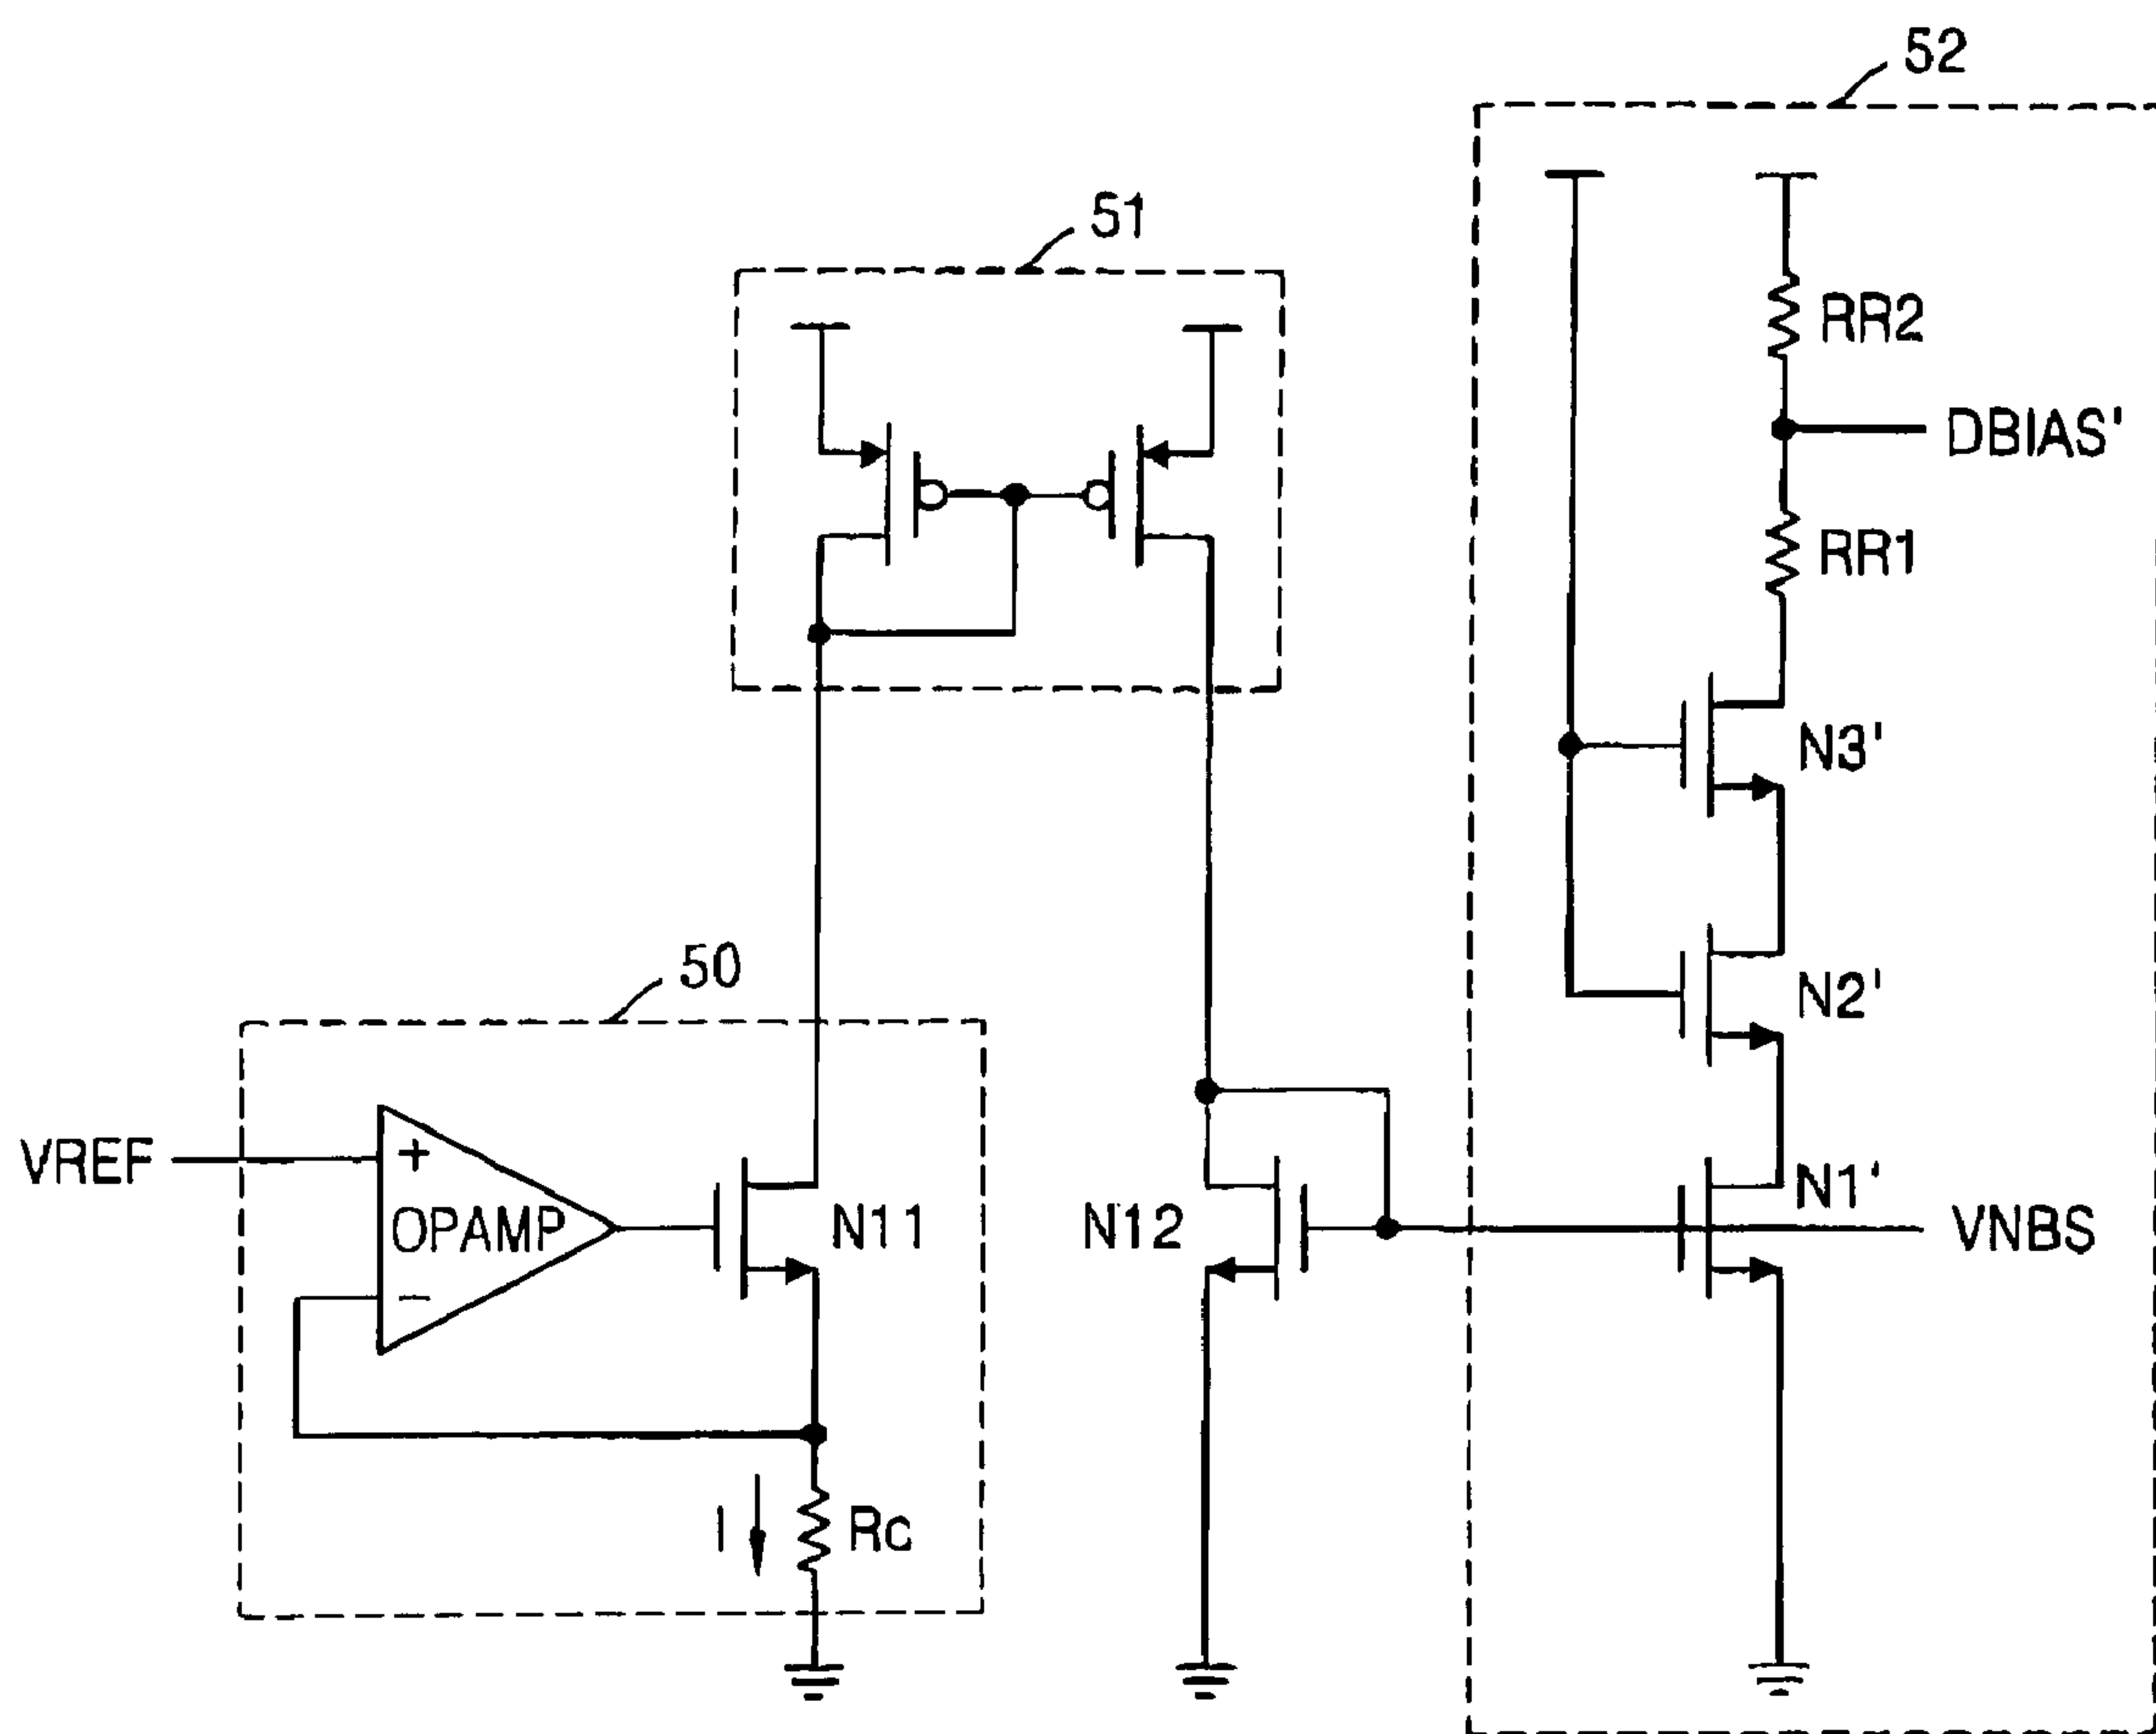 52
51
RR2
DBIAS'
RR1
N3'
50
N2'
VREF
+
OPAMP
N11
N12
N1'
VNBS
−
I
Rc